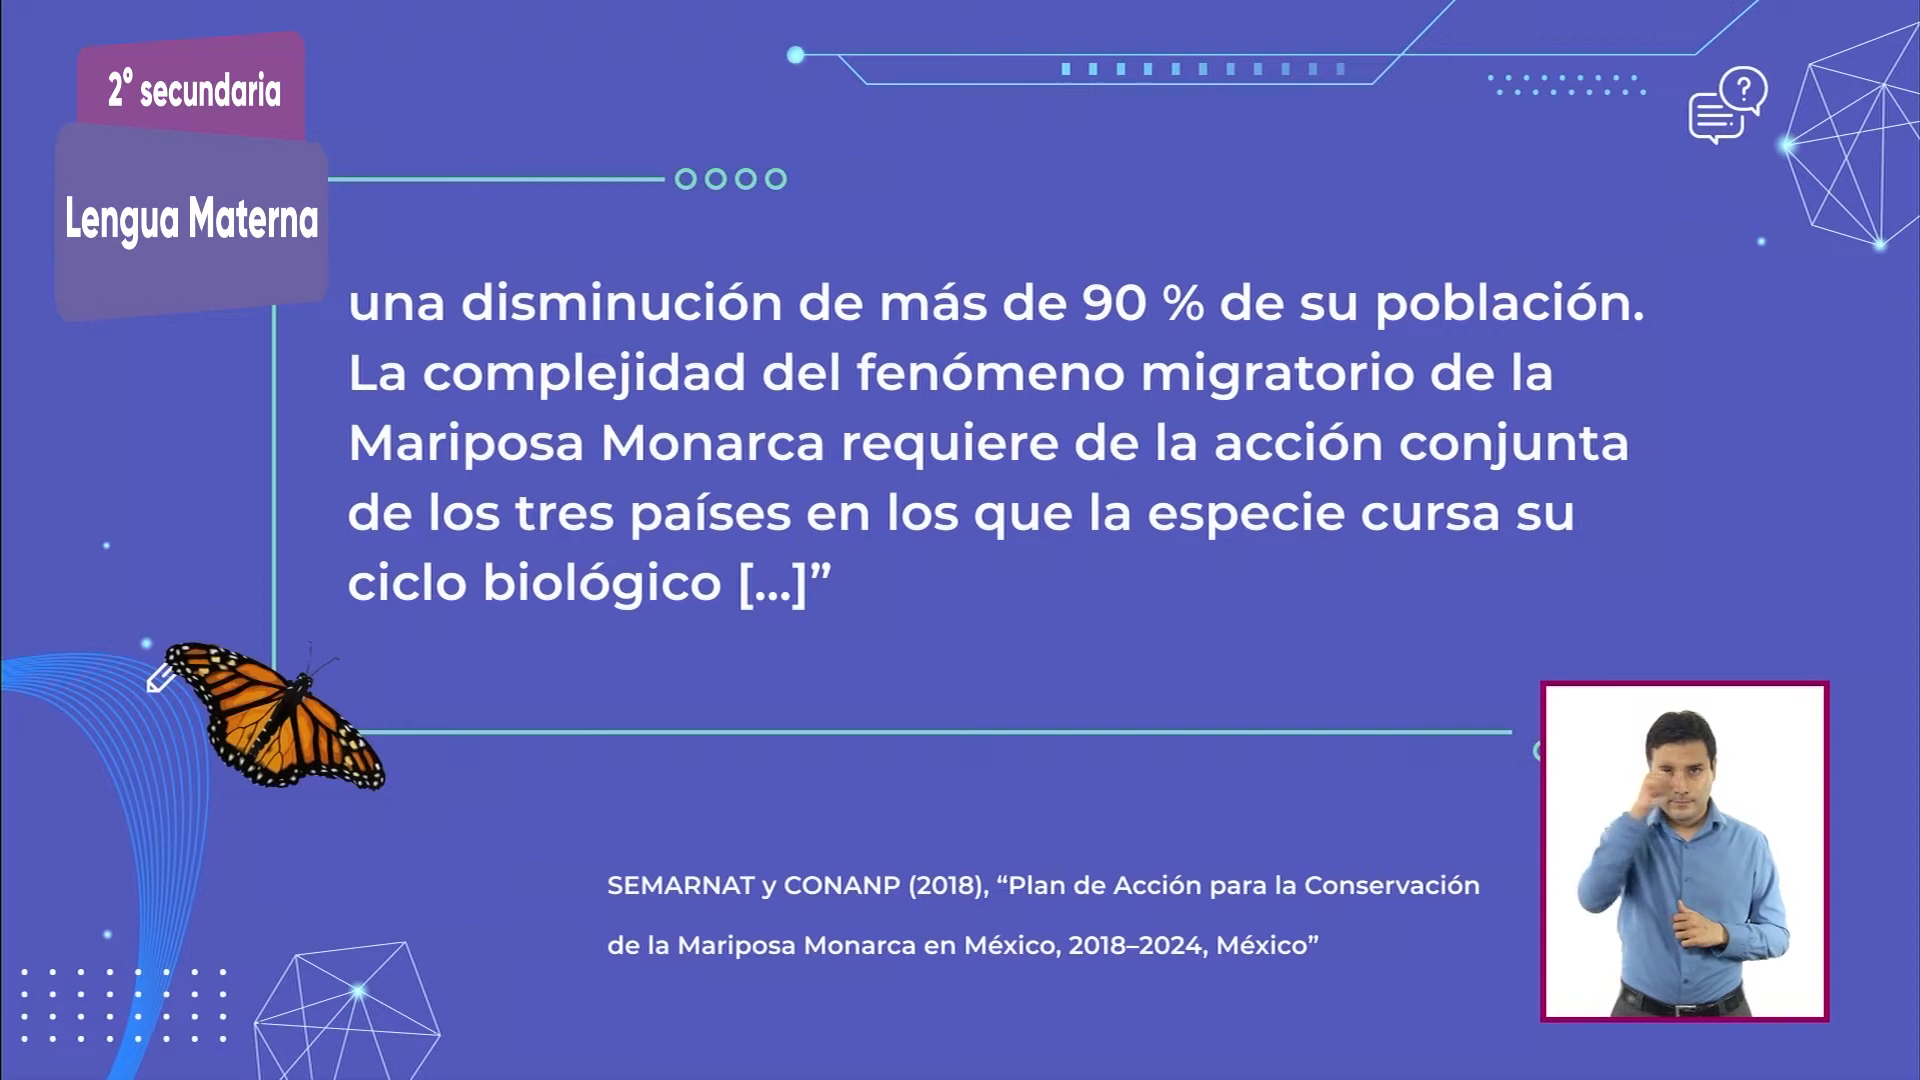 2° secundaria
Lengua Materna
una disminución de más de 90 % de su población.
La complejidad del fenómeno migratorio de la
Mariposa Monarca requiere de la acción conjunta
de los tres países en los que la especie cursa su
ciclo biológico [...]”
SEMARNAT y CONANP (2018), “Plan de Acción para la Conservación
de la Mariposa Monarca en México, 2018–2024, México”